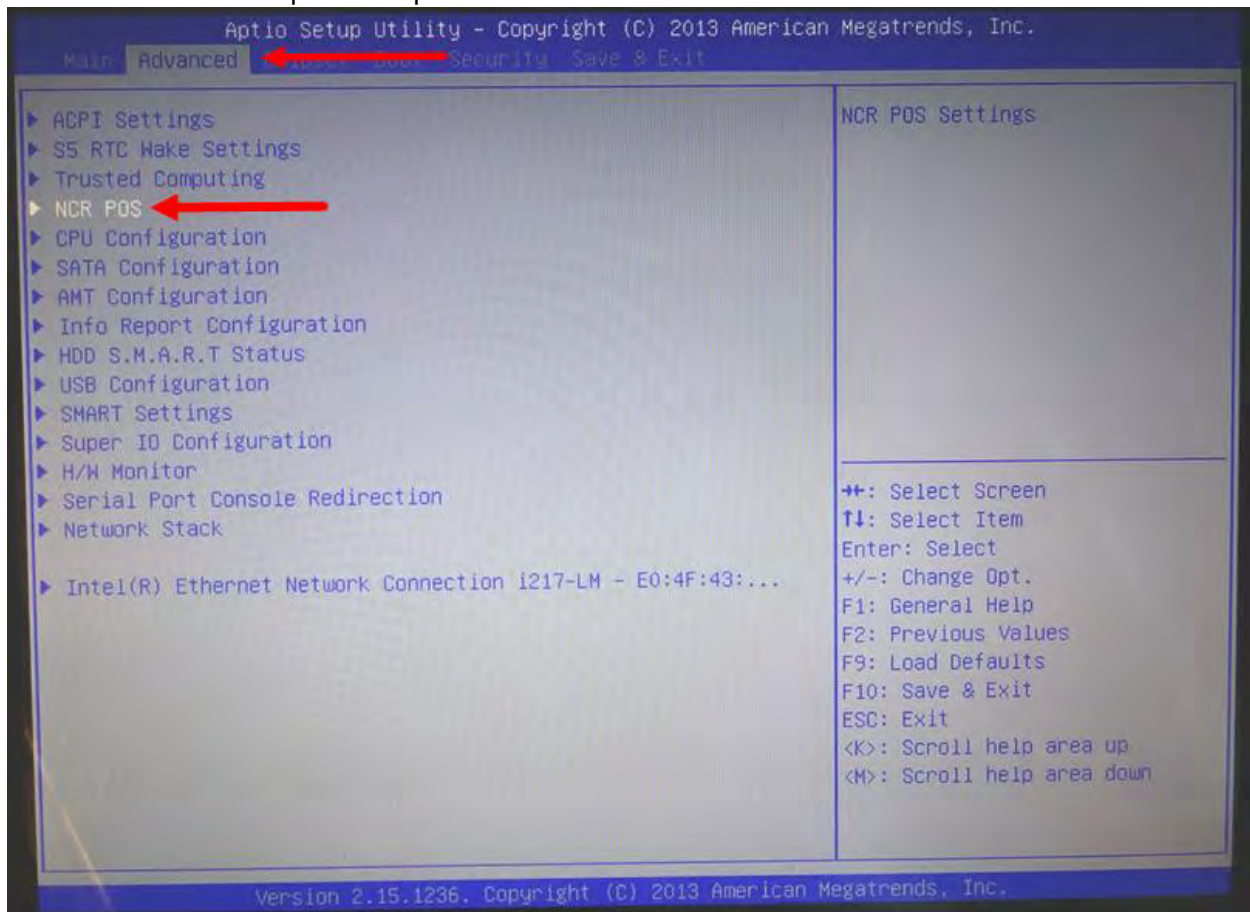 Aptio Setup Utility – Copyright (C) 2013 American Megatrends, Inc.
Main Advanced Security Save & Exit
ACPI Settings
S5 RTC Wake Settings
Trusted Computing
NCR POS
CPU Configuration
SATA Configuration
AMT Configuration
Info Report Configuration
HDD S.M.A.R.T Status
USB Configuration
SMART Settings
Super IO Configuration
H/W Monitor
Serial Port Console Redirection
Network Stack
Intel(R) Ethernet Network Connection i217-LM - E0:4F:43:...
NCR POS Settings
→←: Select Screen
↑↓: Select Item
Enter: Select
+/-: Change Opt.
F1: General Help
F2: Previous Values
F9: Load Defaults
F10: Save & Exit
ESC: Exit
<K>: Scroll help area up
<M>: Scroll help area down
Version 2.15.1236. Copyright (C) 2013 American Megatrends, Inc.